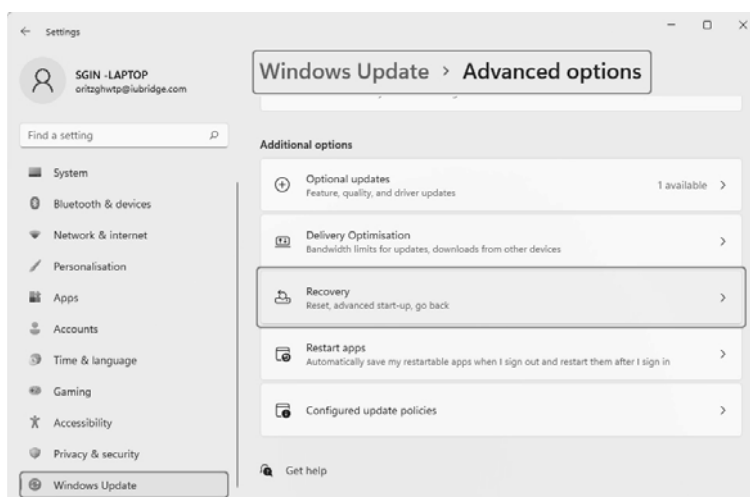 Settings
SGIN -LAPTOP
oritzghwtp@iubridge.com
Find a setting
System
Bluetooth & devices
Network & internet
Personalisation
Apps
Accounts
Time & language
Gaming
Accessibility
Privacy & security
Windows Update
Windows Update > Advanced options
Additional options
Optional updates
Feature, quality, and driver updates
1 available
Delivery Optimisation
Bandwidth limits for updates, downloads from other devices
Recovery
Reset, advanced start-up, go back
Restart apps
Automatically save my restartable apps when I sign out and restart them after I sign in
Configured update policies
Get help